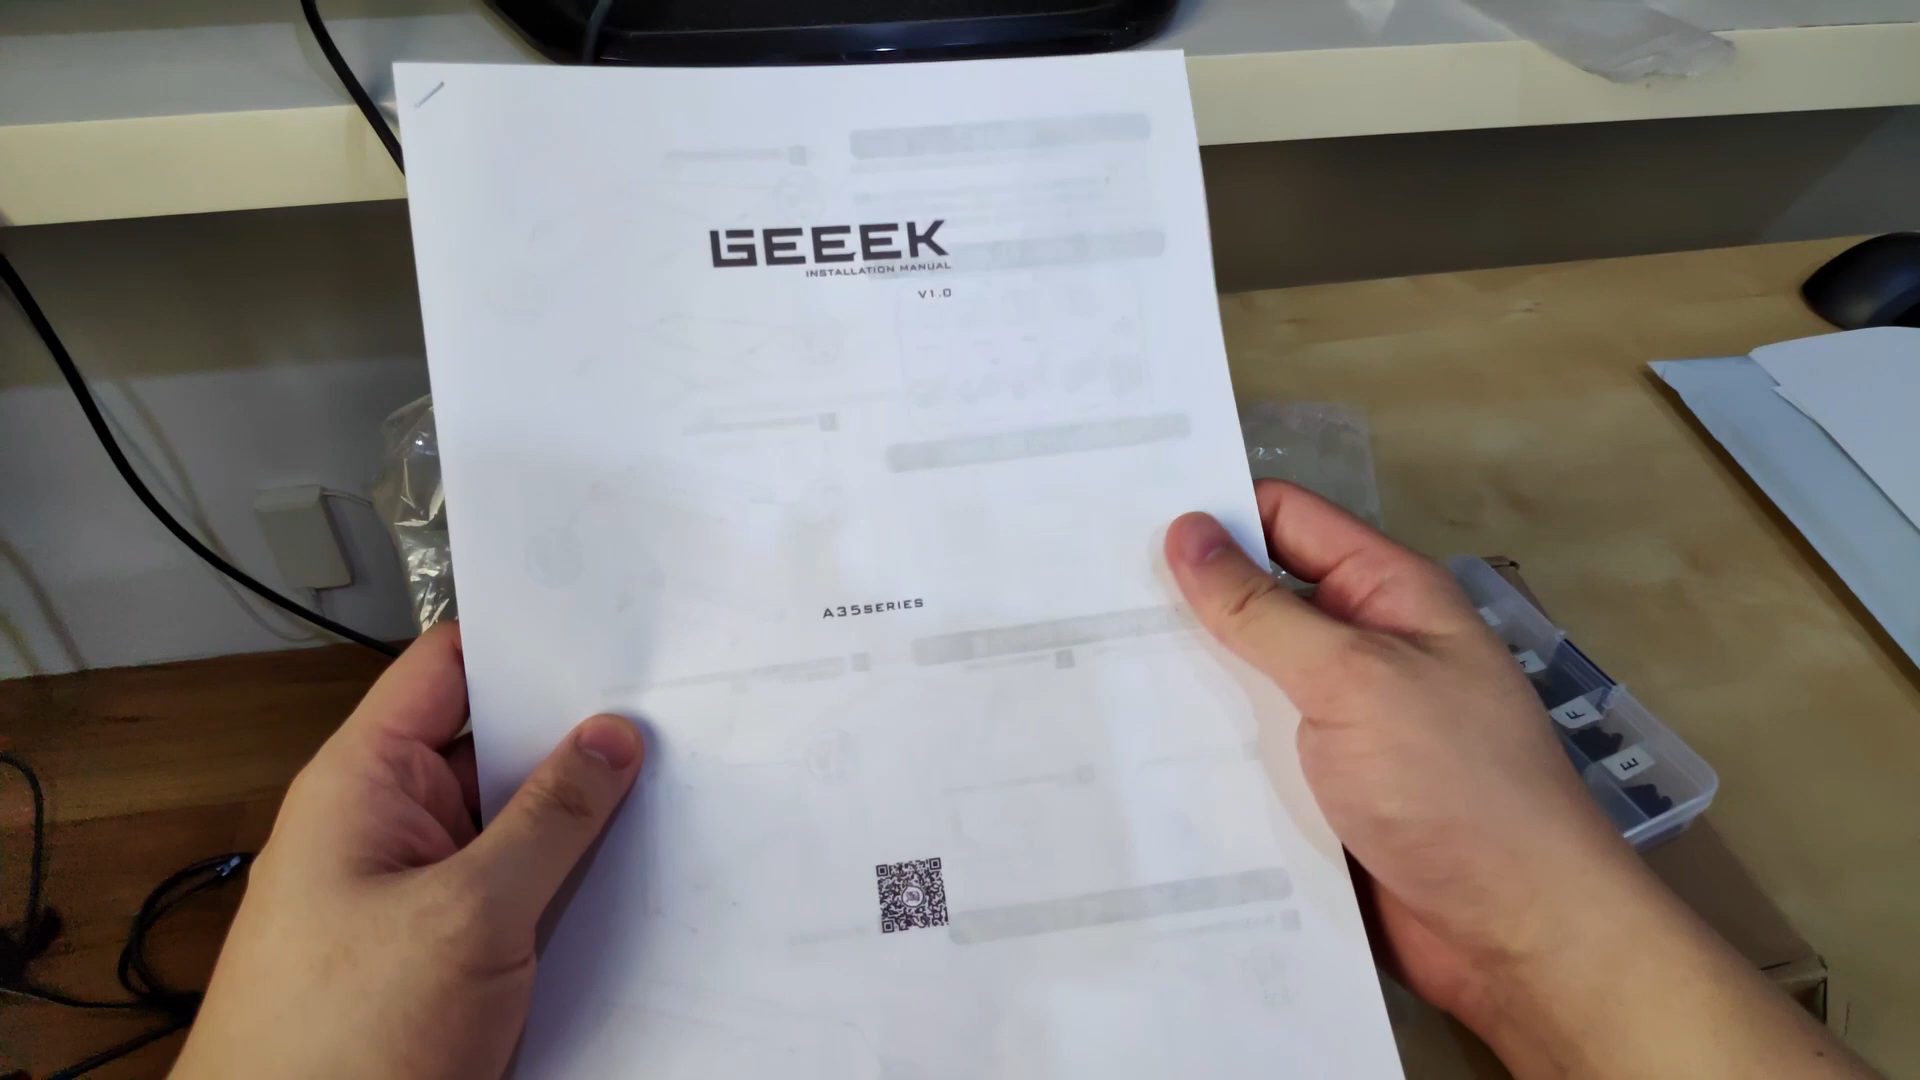 GEEEK
INSTALLATION MANUAL
V1.0
A35SERIES
F
E